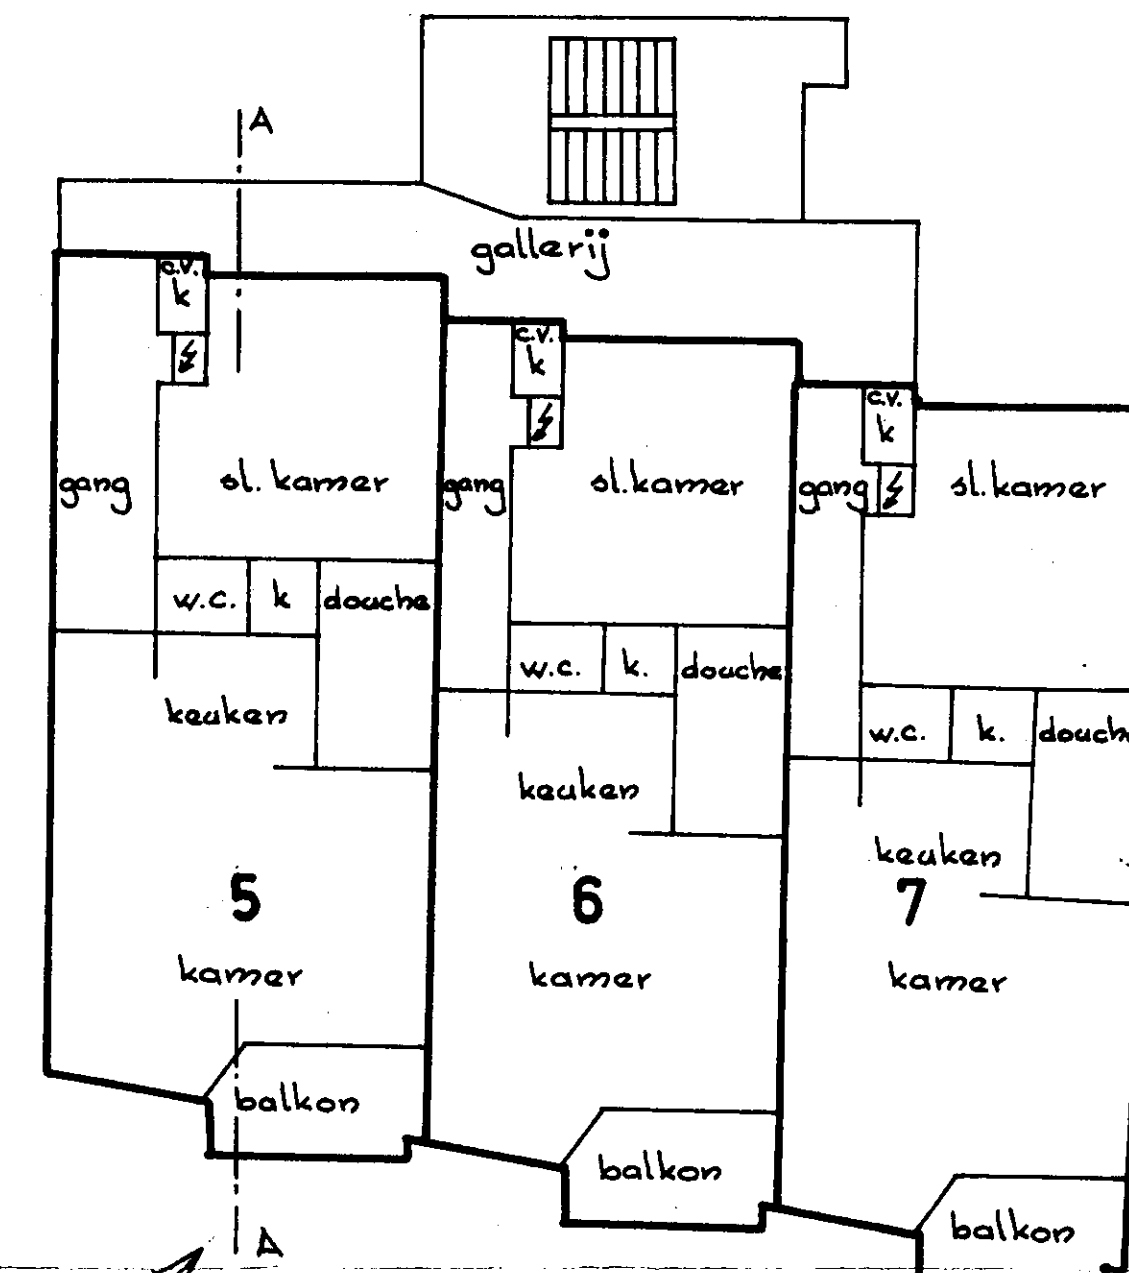 A
gallerij
c.v.
k
gang
sl. kamer
w.c.
k
douche
keuken
5
kamer
balkon
A
c.v.
k
gang
sl. kamer
w.c.
k.
douche
keuken
6
kamer
balkon
c.v.
k
gang
sl. kamer
w.c.
k.
douch
keuken
7
kamer
balkon